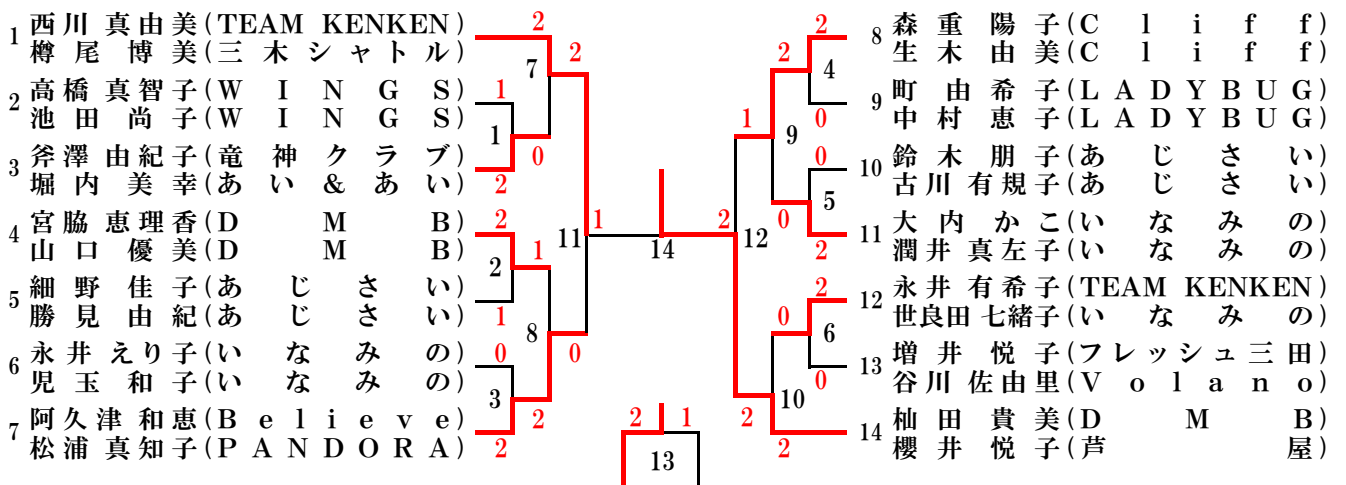 1 西川 真由美(TEAM KENKEN)
樽尾 博美(三木シャトル)
2 高橋 真智子(WINGS)
池田 尚子(WINGS)
3 斧澤 由紀子(竜神クラブ)
堀内 美幸(あい&あい)
4 宮脇 恵理香(DMB)
山口 優美(DMB)
5 細野 佳子(あじさい)
勝見 由紀(あじさい)
6 永井 えり子(いなみの)
児玉 和子(いなみの)
7 阿久津 和恵(Believe)
松浦 真知子(PANDORA)
2
2
7
1
1
0
2
2
1
2
1
8
0
0
3
2
2
11
1
14
2
12
2 1
13
2
2
4
0
1
9
0
5
0
2
2
0
6
0
10
2
2
8 森重 陽子(Cliff)
生木 由美(Cliff)
9 町 由希子(LADYBUG)
中村 恵子(LADYBUG)
10 鈴木 朋子(あじさい)
古川 有規子(あじさい)
11 大内 かこ(いなみの)
潤井 真左子(いなみの)
12 永井 有希子(TEAM KENKEN)
世良田 七緒子(いなみの)
13 増井 悦子(フレッシュ三田)
谷川 佐由里(Volano)
14 杣田 貴美(DMB)
櫻井 悦子(芦屋)